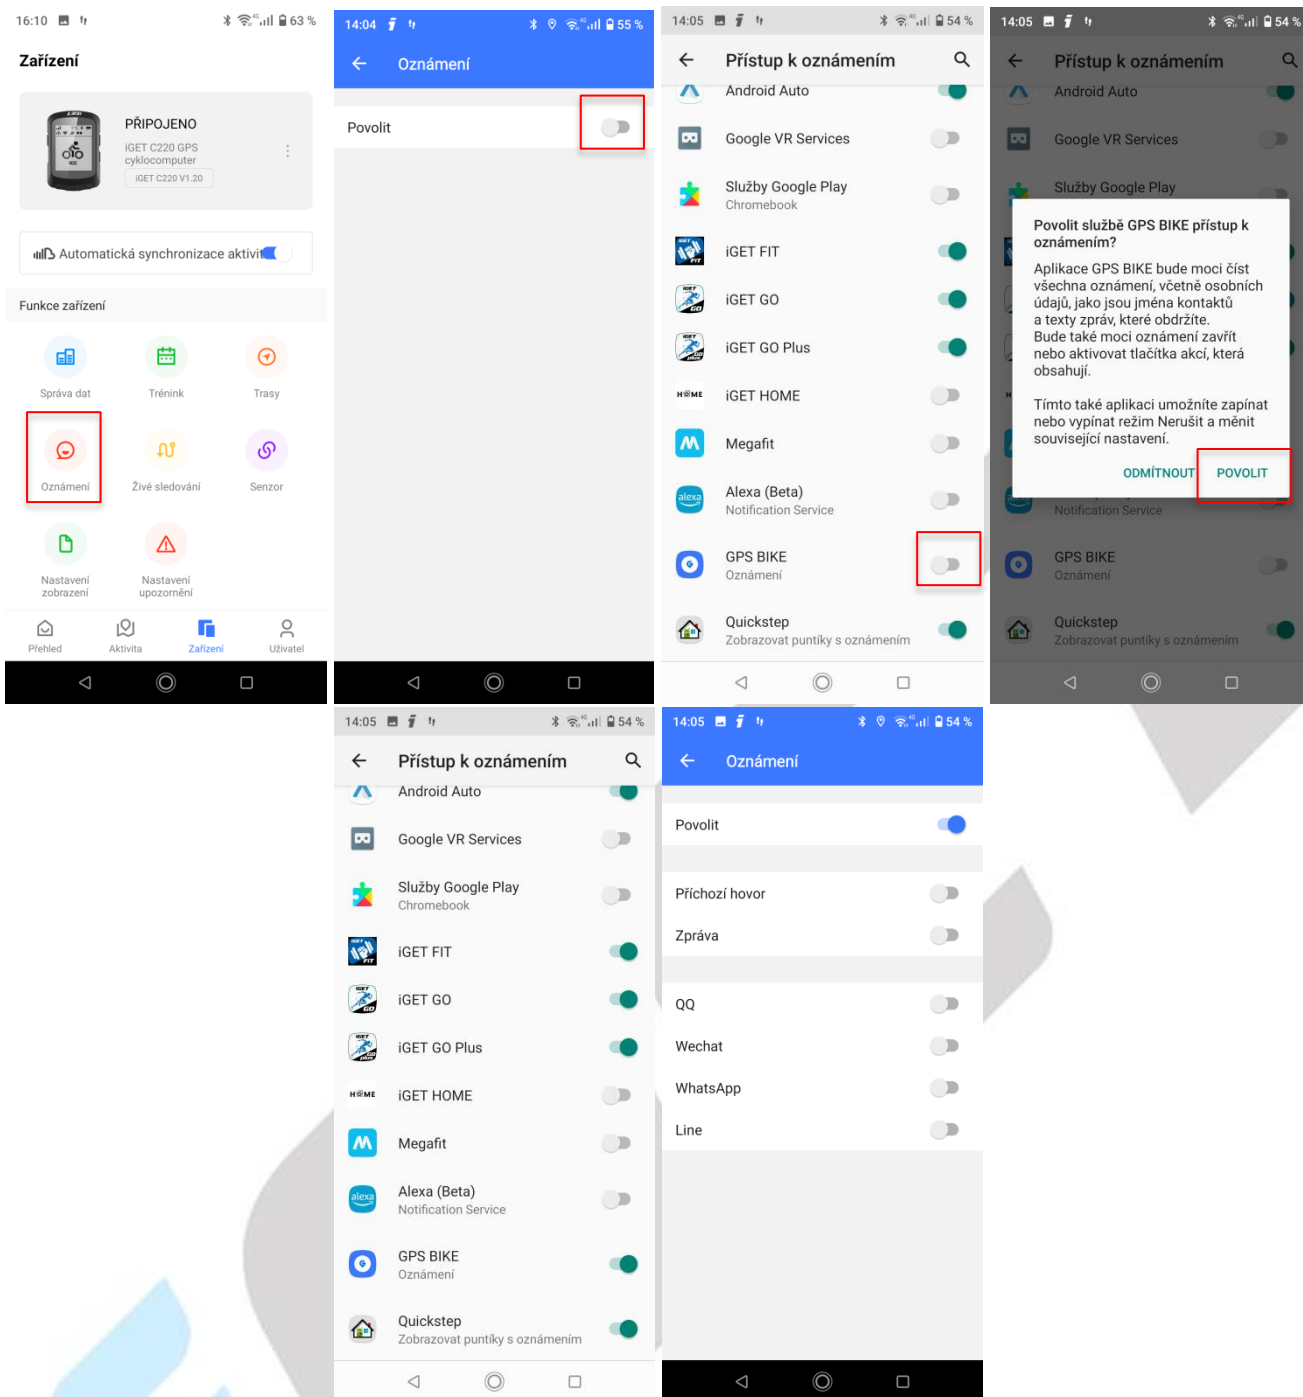 16:10
63 %
Zařízení
PŘIPOJENO
iGET C220 GPS
cyklocomputer
iGET C220 V1.20
Automatická synchronizace aktivit
Funkce zařízení
Správa dat
Trénink
Trasy
Oznámení
Živé sledování
Senzor
Nastavení
zobrazení
Nastavení
upozornění
Přehled
Aktivita
Zařízení
Uživatel
14:04
55 %
Oznámení
Povolit
14:05
54 %
Přístup k oznámením
Android Auto
Google VR Services
Služby Google Play
Chromebook
iGET FIT
iGET GO
iGET GO Plus
HOME
iGET HOME
Megafit
alexa
Alexa (Beta)
Notification Service
GPS BIKE
Oznámení
Quickstep
Zobrazovat puntíky s oznámením
14:05
54 %
Přístup k oznámením
Android Auto
Google VR Services
Služby Google Play
Povolit službě GPS BIKE přístup k
oznámením?
Aplikace GPS BIKE bude moci číst
všechna oznámení, včetně osobních
údajů, jako jsou jména kontaktů
a texty zpráv, které obdržíte.
Bude také moci oznámení zavřít
nebo aktivovat tlačítka akcí, která
obsahují.
Tímto také aplikaci umožníte zapínat
nebo vypínat režim Nerušit a měnit
související nastavení.
ODMÍTNOUT
POVOLIT
Notification Service
GPS BIKE
Oznámení
Quickstep
Zobrazovat puntíky s oznámením
14:05
54 %
Přístup k oznámením
Android Auto
Google VR Services
Služby Google Play
Chromebook
iGET FIT
iGET GO
iGET GO Plus
HOME
iGET HOME
Megafit
alexa
Alexa (Beta)
Notification Service
GPS BIKE
Oznámení
Quickstep
Zobrazovat puntíky s oznámením
14:05
54 %
Oznámení
Povolit
Příchozí hovor
Zpráva
QQ
Wechat
WhatsApp
Line